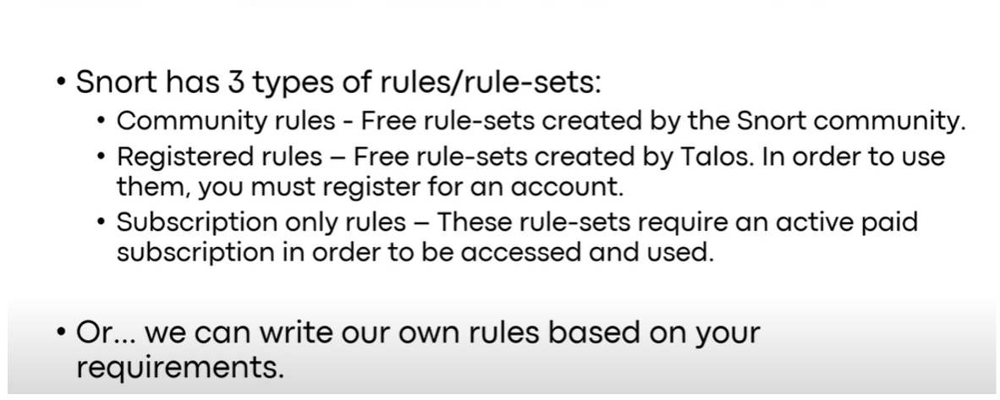 • Snort has 3 types of rules/rule-sets:
• Community rules - Free rule-sets created by the Snort community.
• Registered rules – Free rule-sets created by Talos. In order to use
them, you must register for an account.
• Subscription only rules – These rule-sets require an active paid
subscription in order to be accessed and used.
• Or... we can write our own rules based on your
requirements.